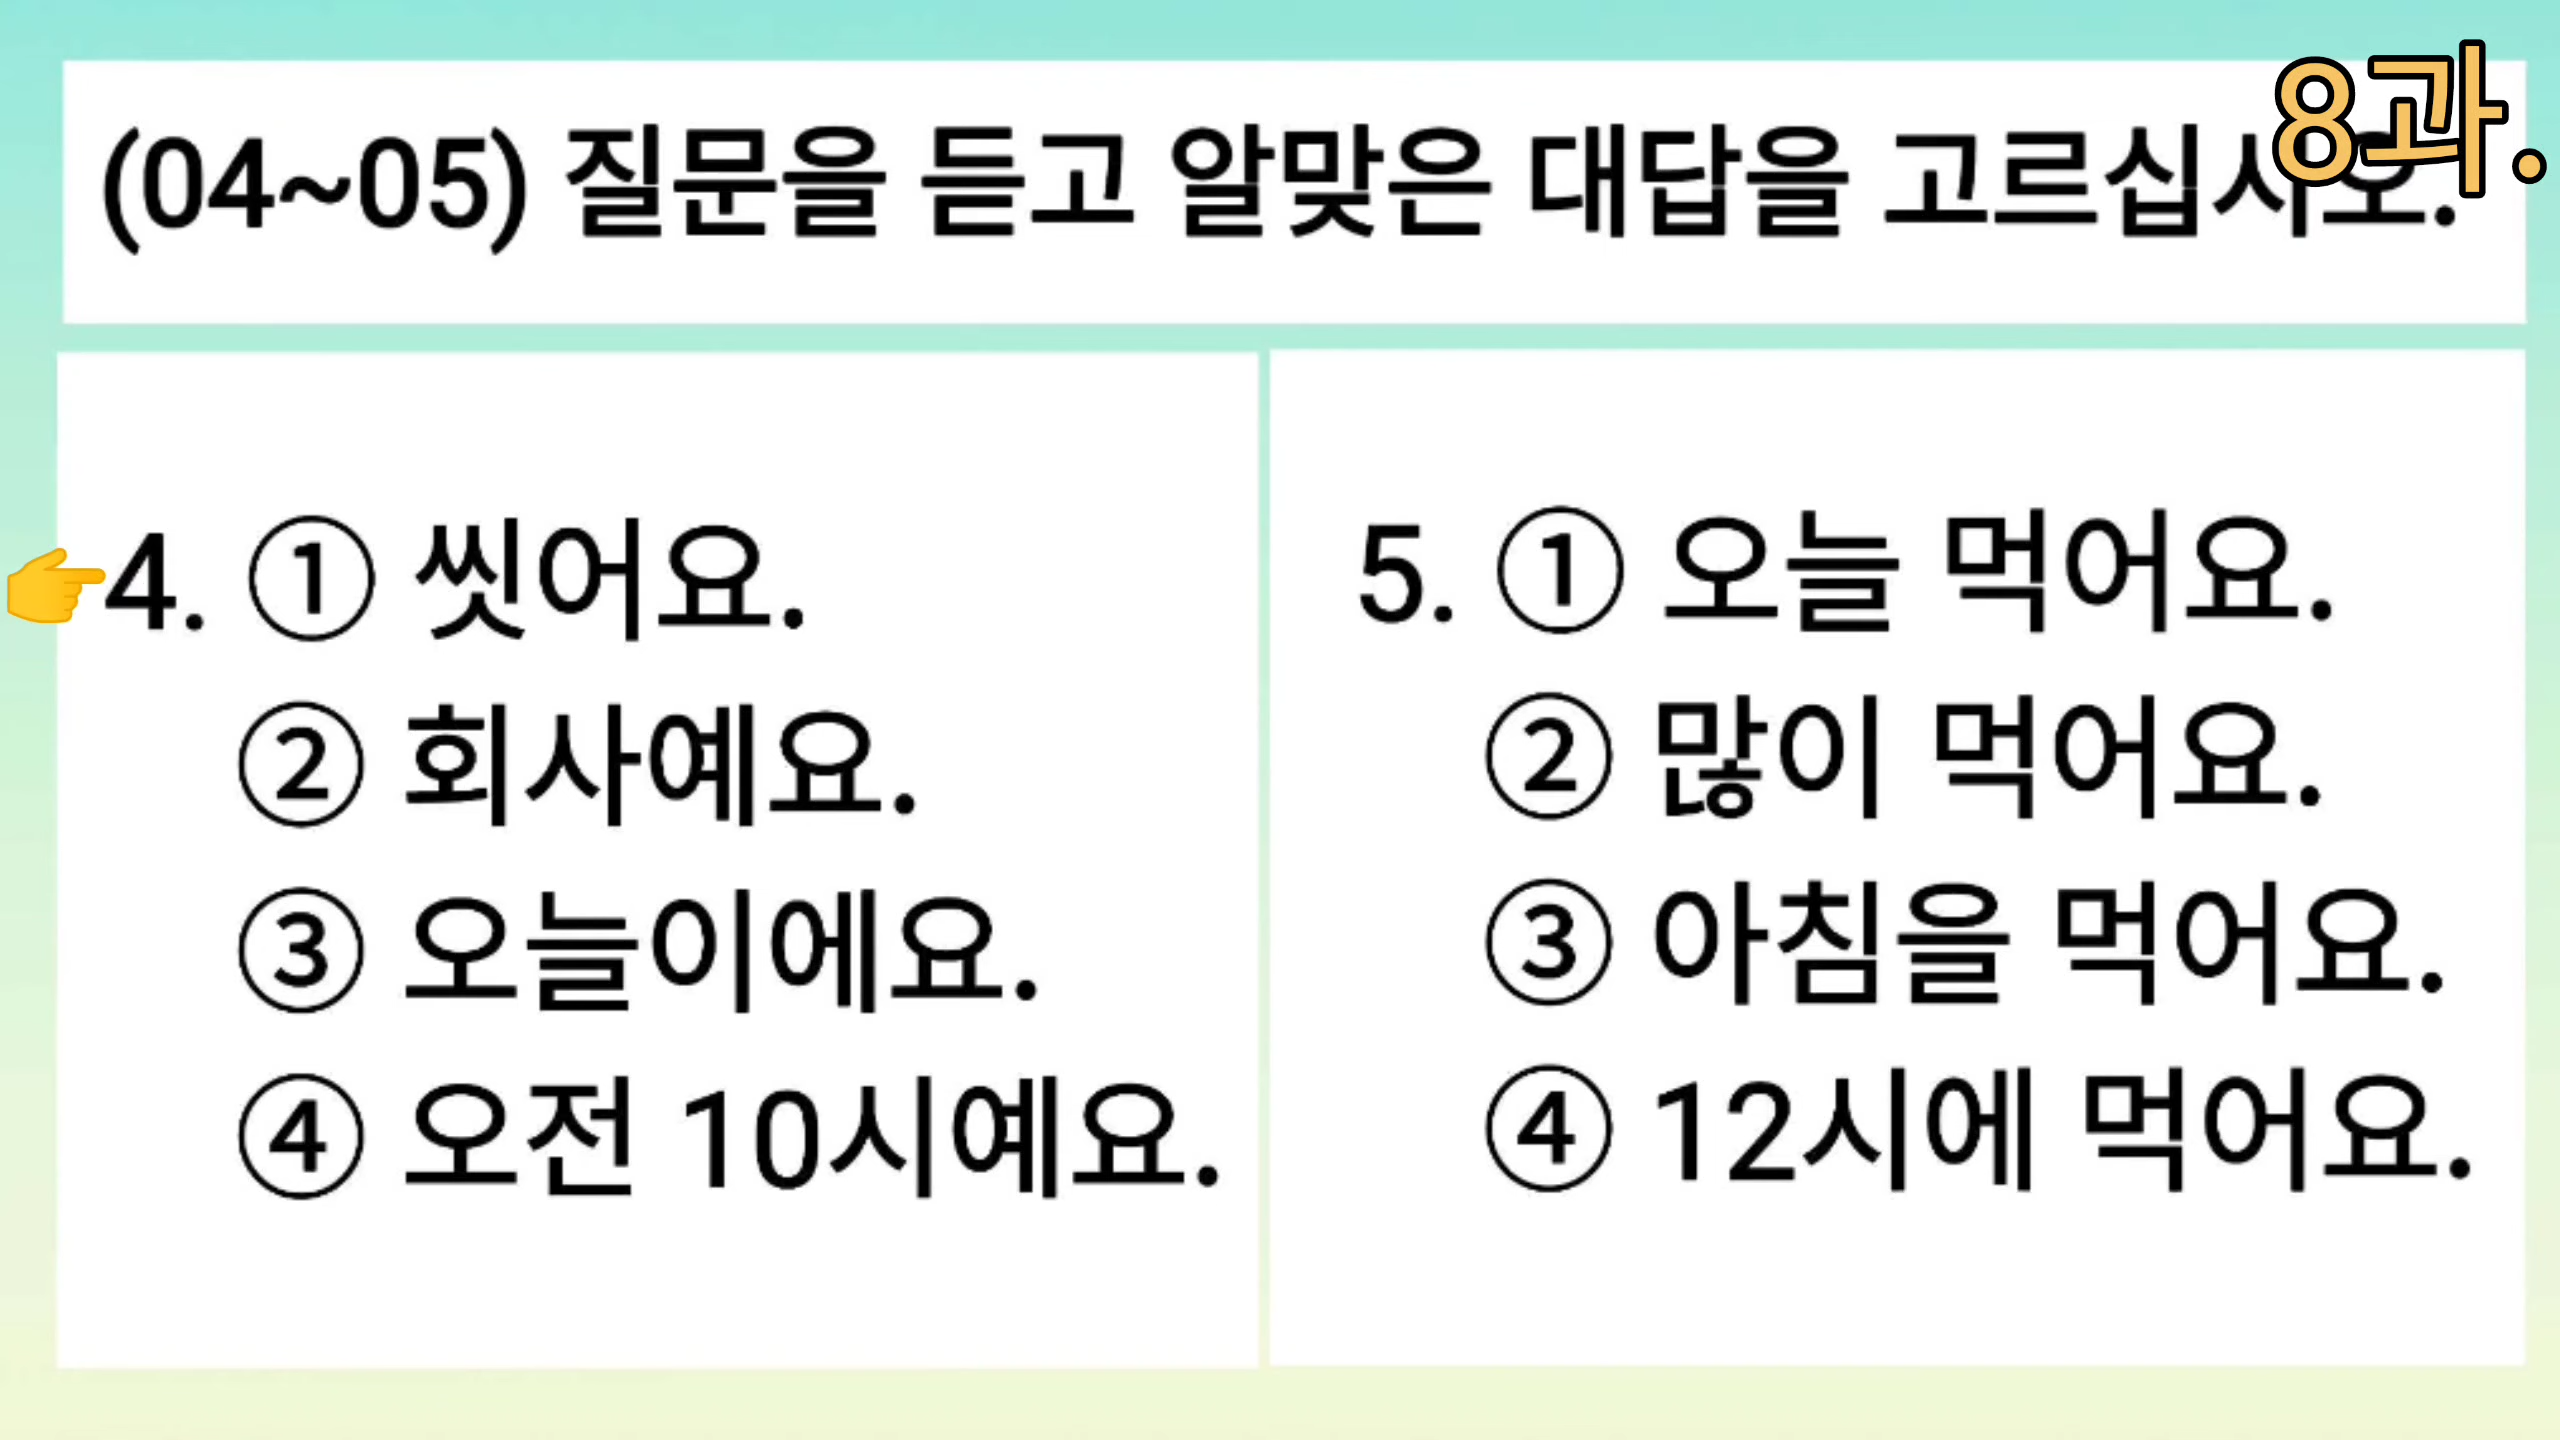 8과.
(04~05) 질문을 듣고 알맞은 대답을 고르십시오.
4. ① 씻어요.
② 회사예요.
③ 오늘이에요.
④ 오전 10시예요.
5. ① 오늘 먹어요.
② 많이 먹어요.
③ 아침을 먹어요.
④ 12시에 먹어요.